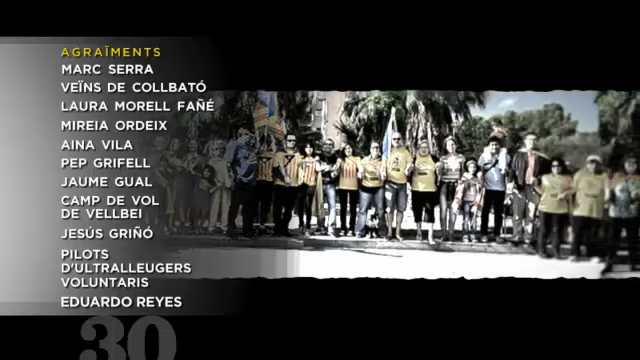 AGRAÏMENTS
MARC SERRA
VEÏNS DE COLLBATÓ
LAURA MORELL FAÑÉ
MIREIA ORDEIX
AINA VILA
PEP GRIFELL
JAUME GUAL
CAMP DE VOL
DE VELLBEI
JESÚS GRIÑÓ
PILOTS
D'ULTRALLEUGERS
VOLUNTARIS
EDUARDO REYES
30